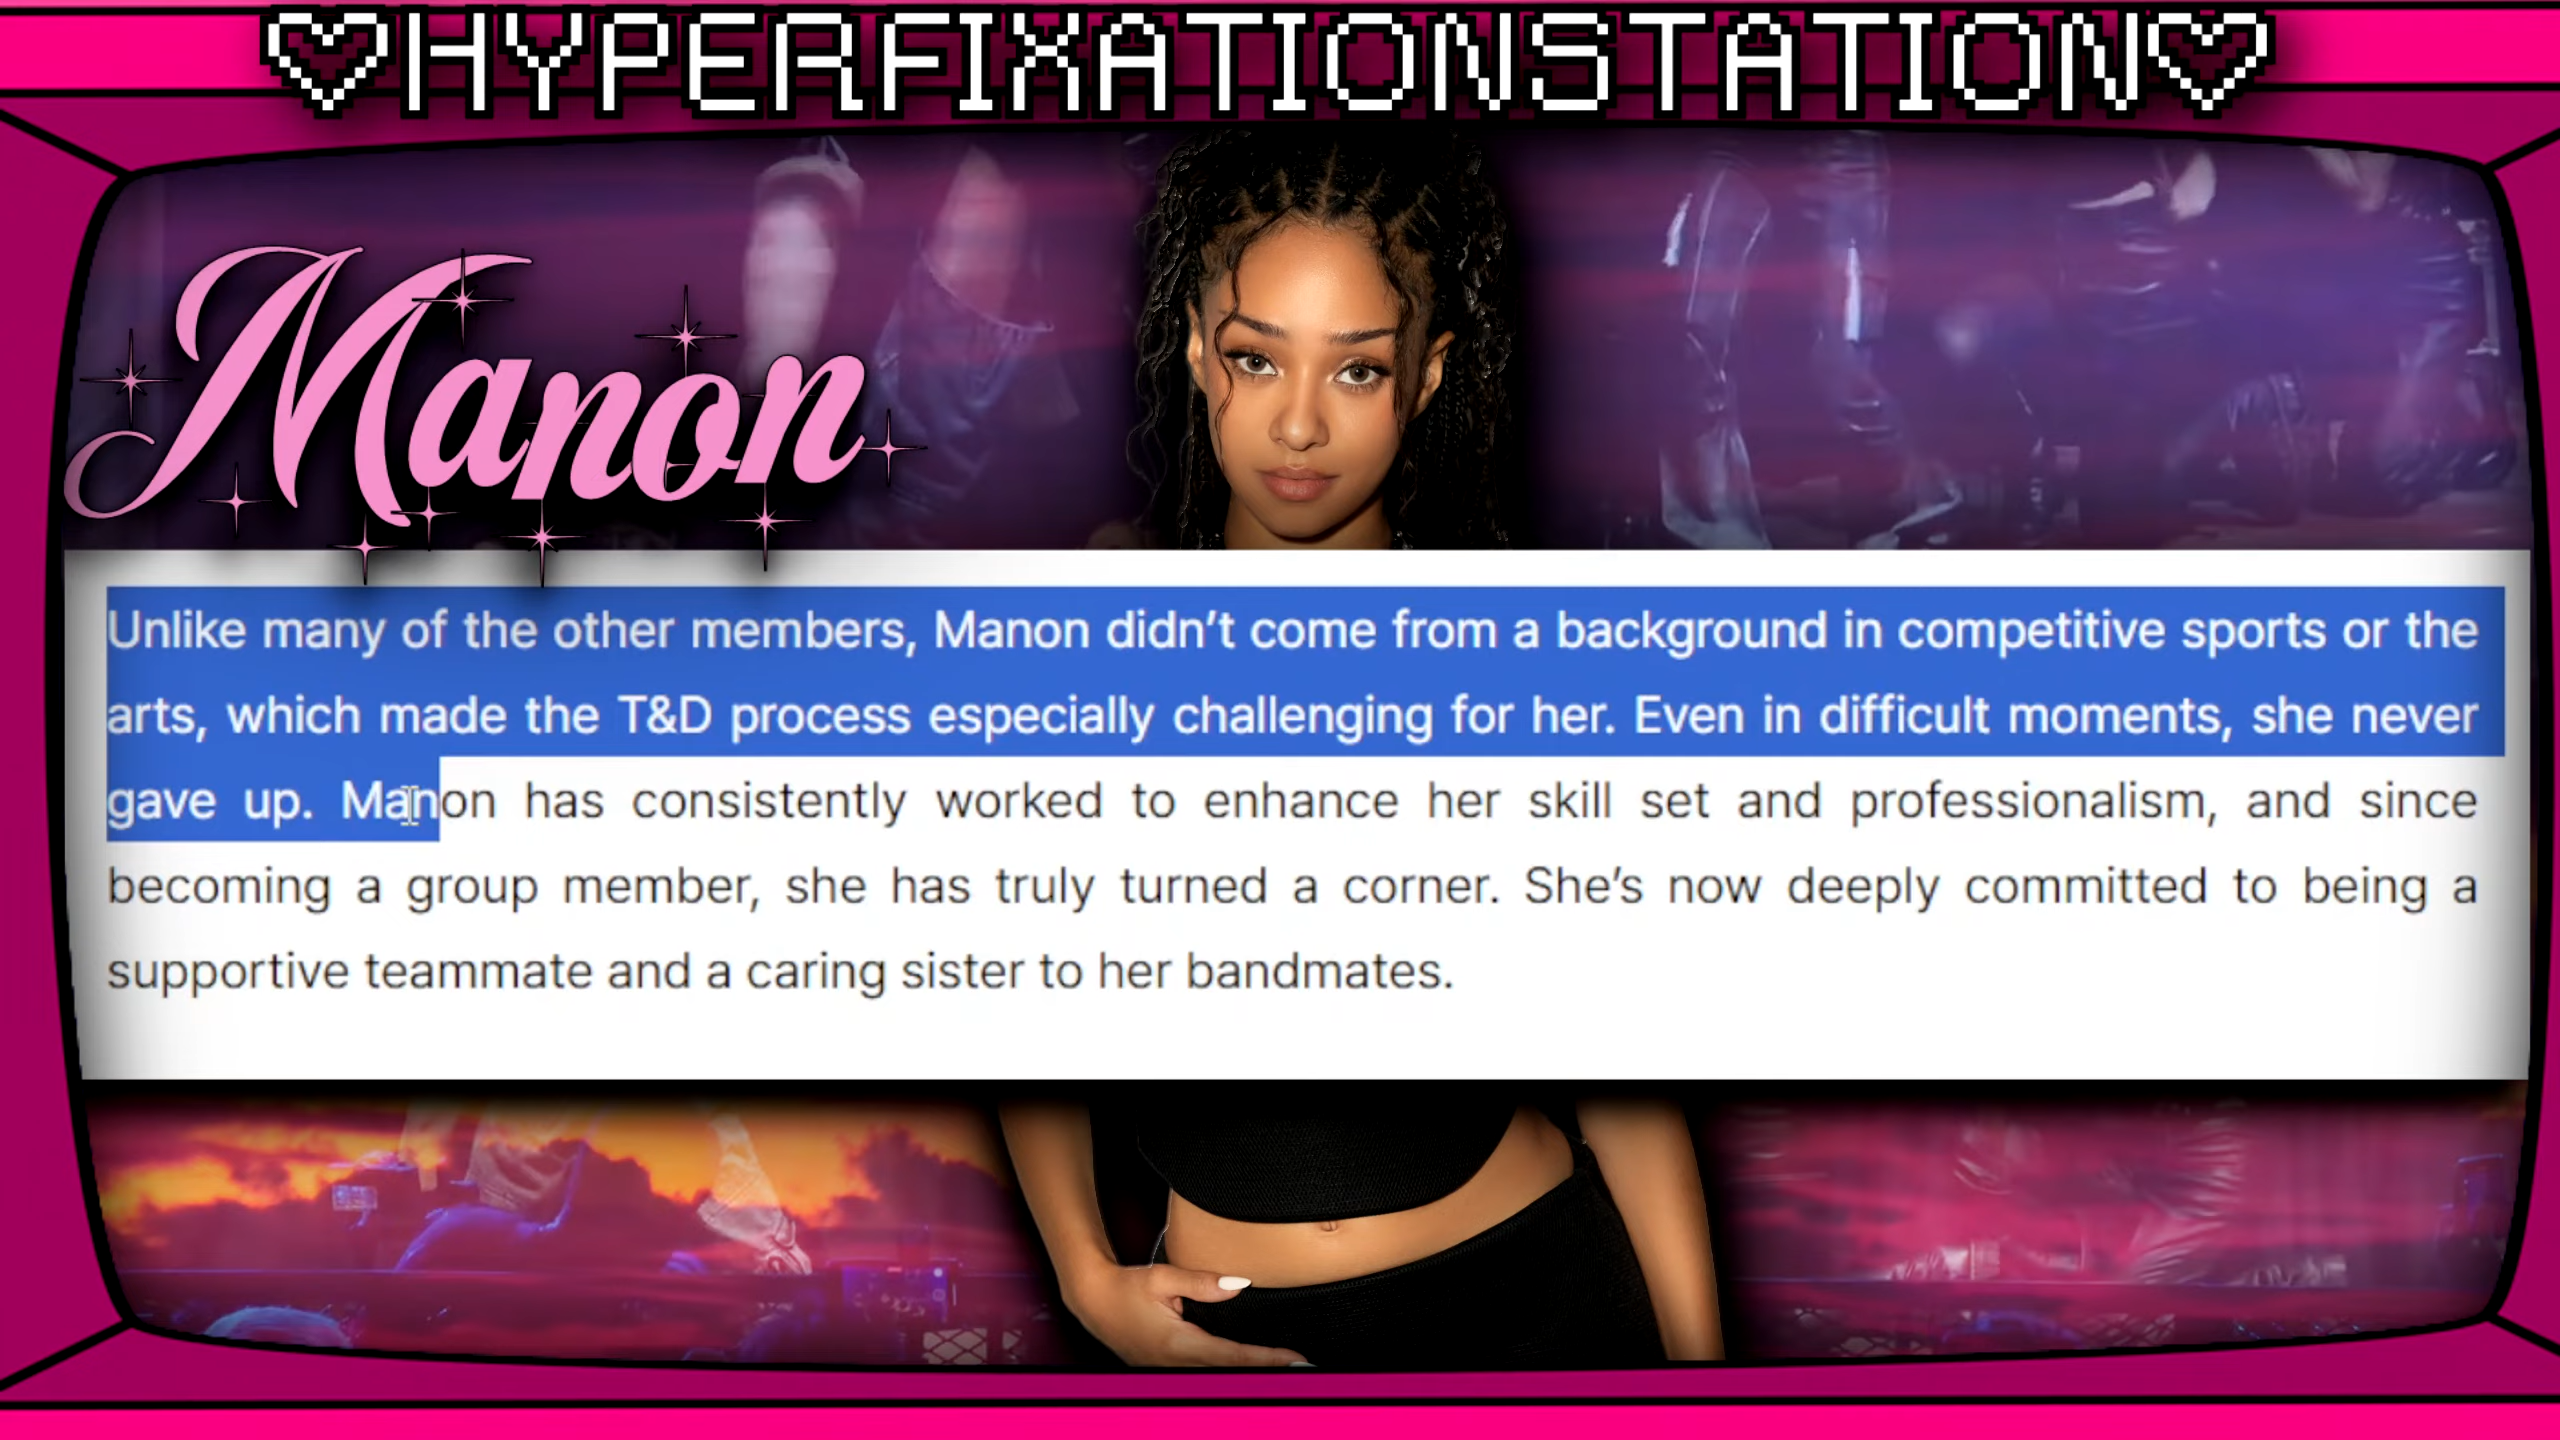 ♡HYPERFIXATIONSTATION♡
Manon
Unlike many of the other members, Manon didn’t come from a background in competitive sports or the
arts, which made the T&D process especially challenging for her. Even in difficult moments, she never
gave up. Manon has consistently worked to enhance her skill set and professionalism, and since
becoming a group member, she has truly turned a corner. She’s now deeply committed to being a
supportive teammate and a caring sister to her bandmates.